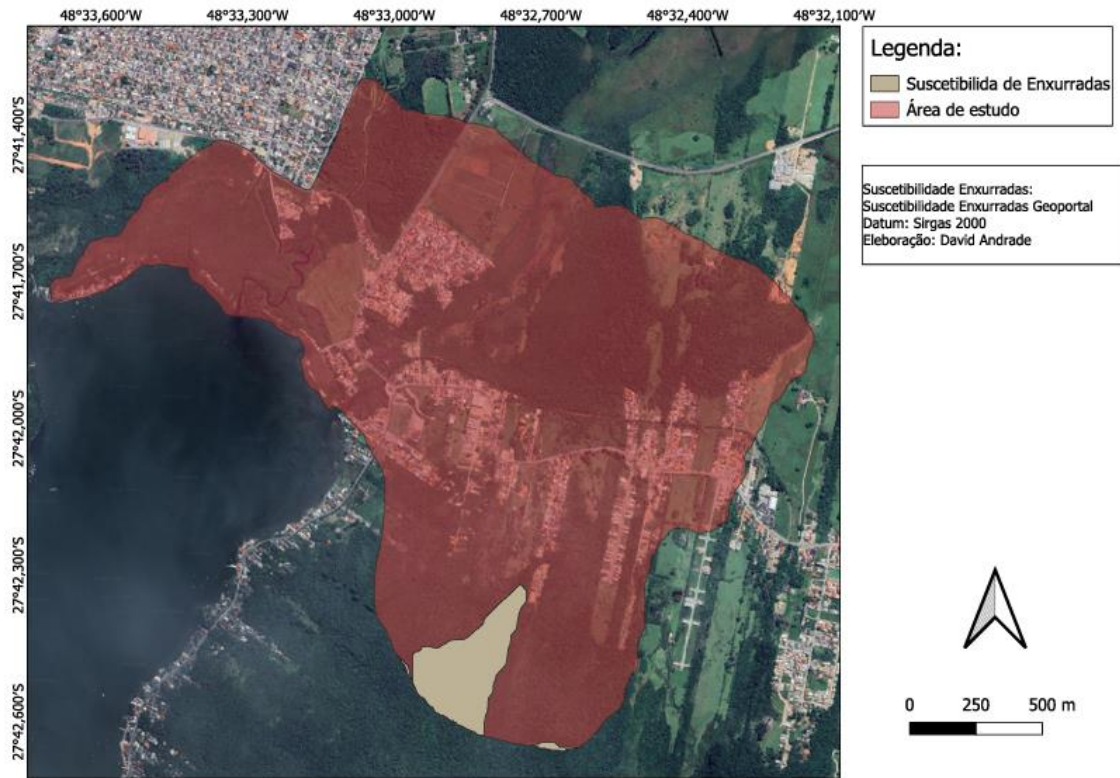 48°33,600'W 48°33,300'W 48°33,000'W 48°32,700'W 48°32,400'W 48°32,100'W
27°41,400'S
27°41,700'S
27°42,000'S
27°42,300'S
27°42,600'S
Legenda:
Suscetibilida de Enxurradas
Área de estudo
Suscetibilidade Enxurradas:
Suscetibilidade Enxurradas Geoportal
Datum: Sirgas 2000
Eleboração: David Andrade
0 250 500 m